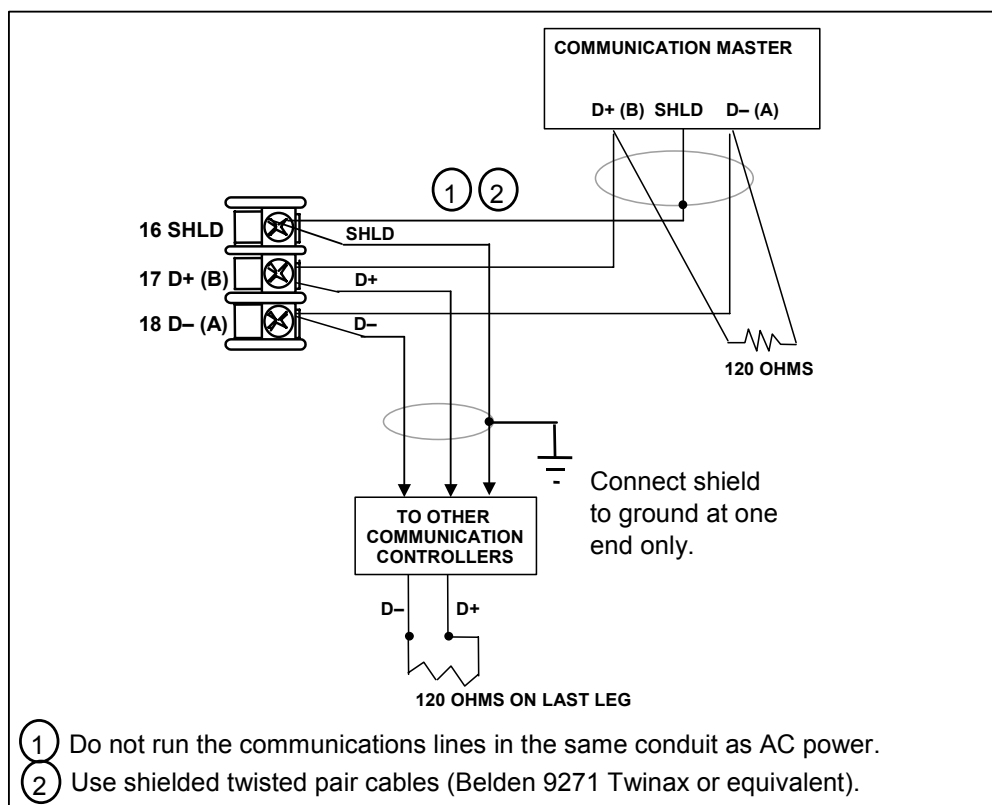 COMMUNICATION MASTER
D+ (B) SHLD D– (A)
1 2
16 SHLD
SHLD
17 D+ (B)
D+
18 D– (A)
D–
120 OHMS
Connect shield
to ground at one
end only.
TO OTHER
COMMUNICATION
CONTROLLERS
D– D+
120 OHMS ON LAST LEG
1 Do not run the communications lines in the same conduit as AC power.
2 Use shielded twisted pair cables (Belden 9271 Twinax or equivalent).